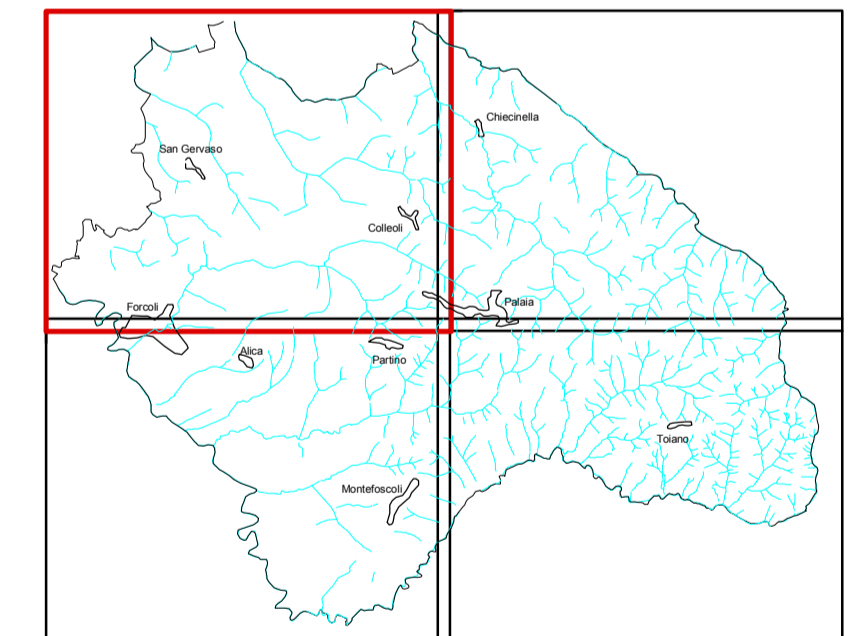 Chiecinella
San Gervaso
Colleoli
Palaia
Forcoli
Alica
Partino
Toiano
Montefoscoli